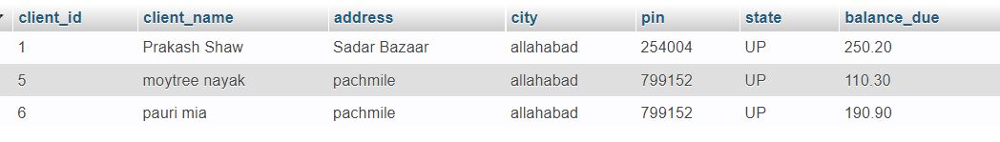 client_id client_name address city pin state balance_due
1 Prakash Shaw Sadar Bazaar allahabad 254004 UP 250.20
5 moytree nayak pachmile allahabad 799152 UP 110.30
6 pauri mia pachmile allahabad 799152 UP 190.90